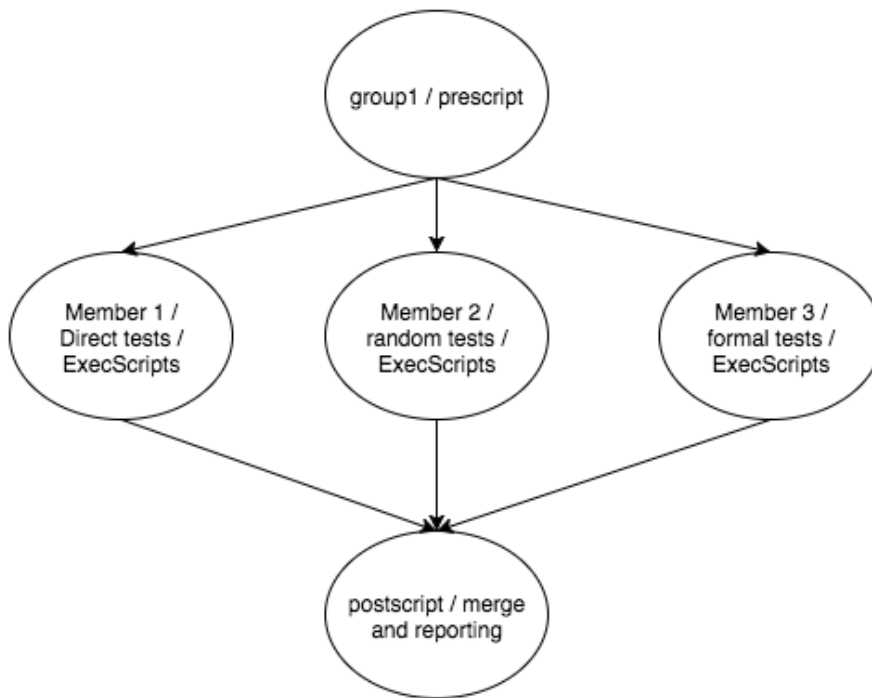 group1 / prescript
Member 1 /
Direct tests /
ExecScripts
Member 2 /
random tests /
ExecScripts
Member 3 /
formal tests /
ExecScripts
postscript / merge
and reporting